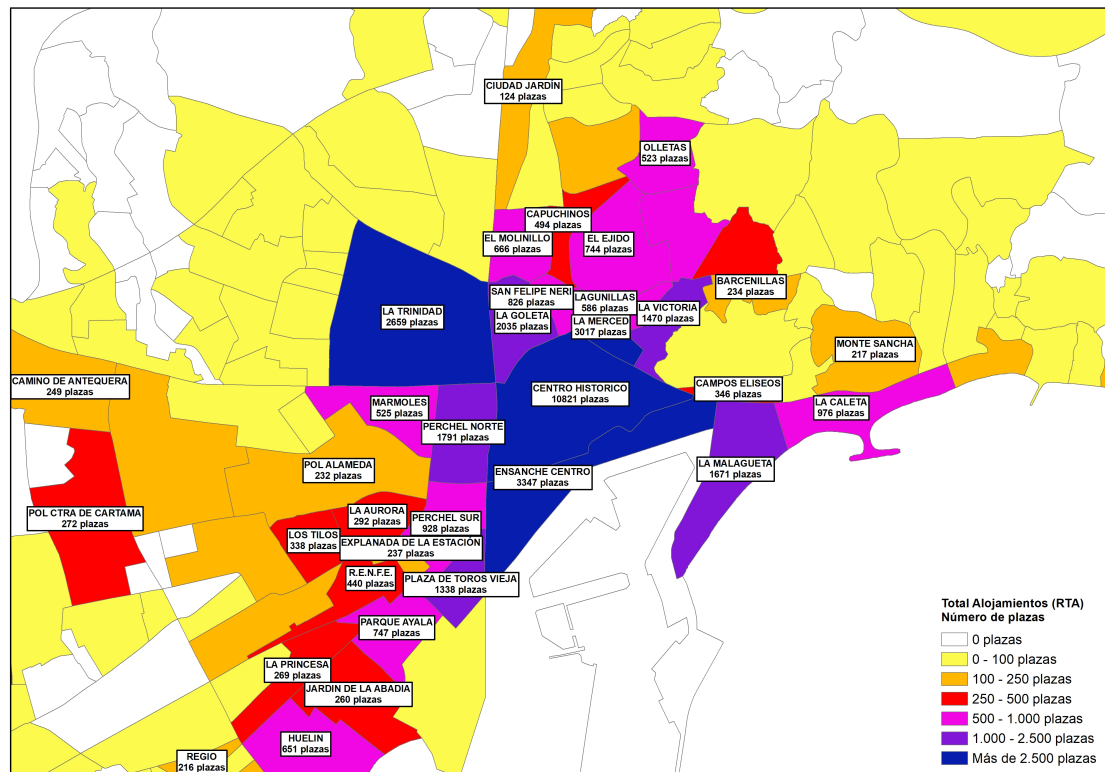 CIUDAD JARDÍN
124 plazas
OLLETAS
523 plazas
CAPUCHINOS
494 plazas
EL MOLINILLO
666 plazas
EL EJIDO
744 plazas
SAN FELIPE NERI
826 plazas
LAGUNILLAS
586 plazas
BARCENILLAS
234 plazas
LA TRINIDAD
2659 plazas
LA GOLETA
2035 plazas
LA MERCED
3017 plazas
LA VICTORIA
1470 plazas
MONTE SANCHA
217 plazas
CAMINO DE ANTEQUERA
249 plazas
CENTRO HISTORICO
10821 plazas
CAMPOS ELISEOS
346 plazas
MARMOLES
525 plazas
LA CALETA
976 plazas
PERCHEL NORTE
1791 plazas
POL ALAMEDA
232 plazas
ENSANCHE CENTRO
3347 plazas
LA MALAGUETA
1671 plazas
POL CTRA DE CARTAMA
272 plazas
LA AURORA
292 plazas
PERCHEL SUR
928 plazas
LOS TILOS
338 plazas
EXPLANADA DE LA ESTACIÓN
237 plazas
R.E.N.F.E.
440 plazas
PLAZA DE TOROS VIEJA
1338 plazas
PARQUE AYALA
747 plazas
LA PRINCESA
269 plazas
JARDIN DE LA ABADIA
260 plazas
HUELIN
651 plazas
REGIO
216 plazas
Total Alojamientos (RTA)
Número de plazas
0 plazas
0 - 100 plazas
100 - 250 plazas
250 - 500 plazas
500 - 1.000 plazas
1.000 - 2.500 plazas
Más de 2.500 plazas